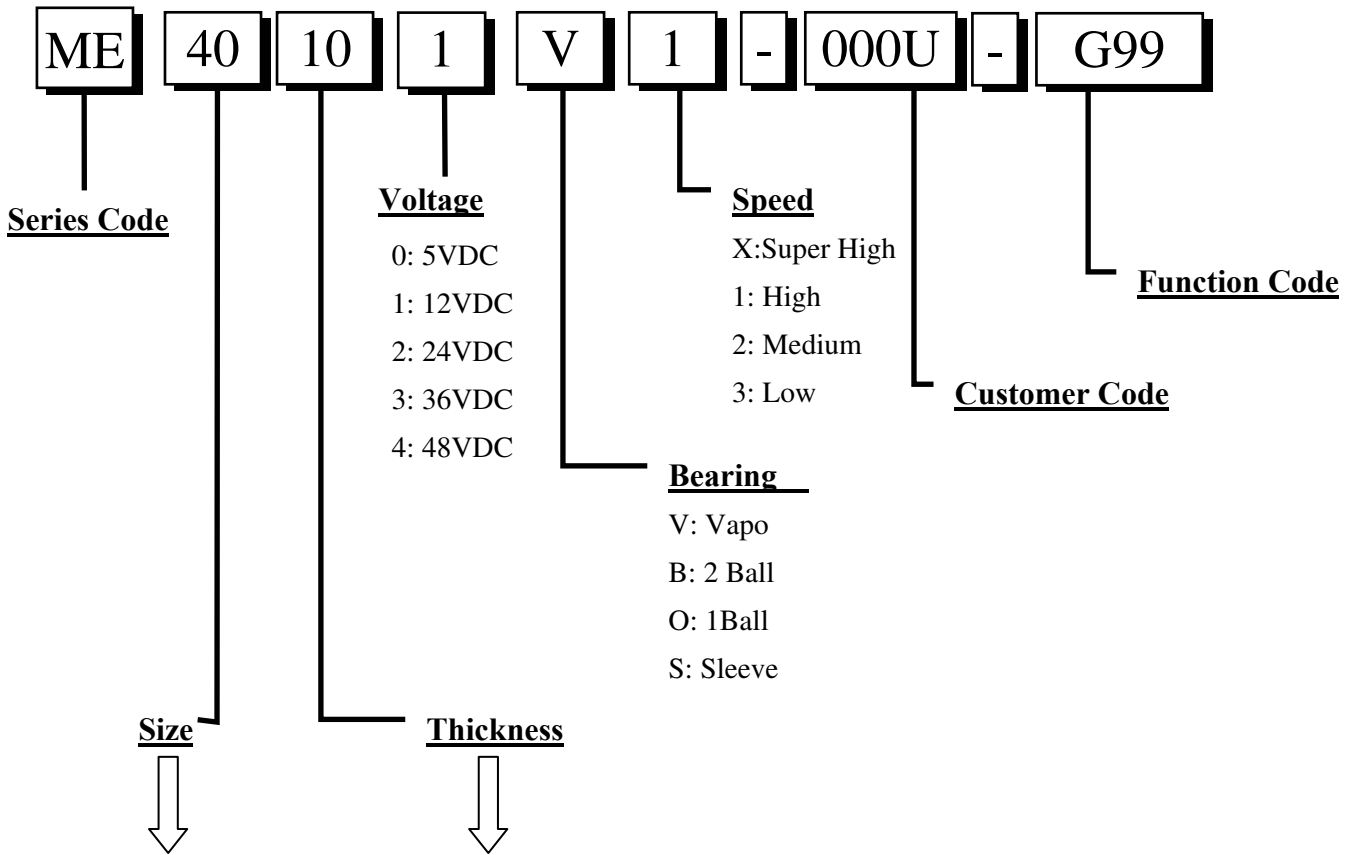 ME 40 10 1 V 1 - 000U - G99
Series Code
Voltage
0: 5VDC
1: 12VDC
2: 24VDC
3: 36VDC
4: 48VDC
Speed
X:Super High
1: High
2: Medium
3: Low
Function Code
Customer Code
Bearing
V: Vapo
B: 2 Ball
O: 1Ball
S: Sleeve
Size
Thickness